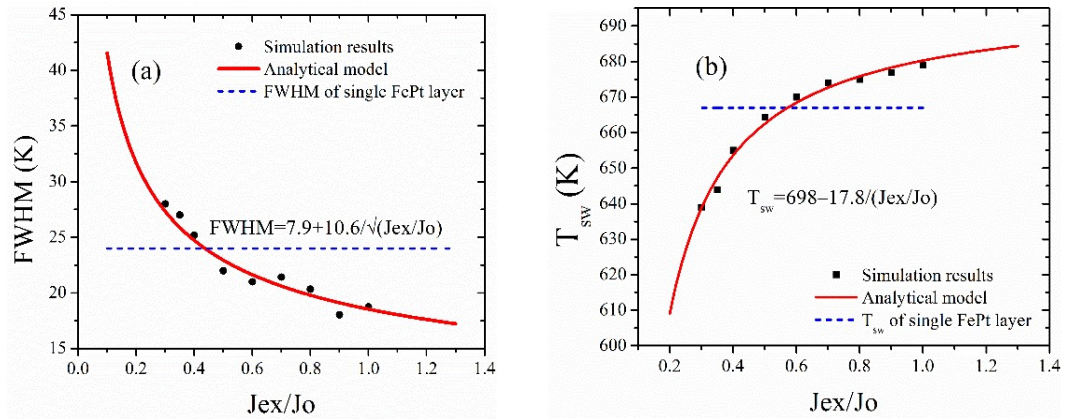 45
40
35
30
25
20
15
FWHM (K)
(a)
Simulation results
Analytical model
FWHM of single FePt layer
FWHM=7.9+10.6/√(Jex/Jo)
0.0 0.2 0.4 0.6 0.8 1.0 1.2 1.4
Jex/Jo
690
680
670
660
650
640
630
620
610
600
T_sw (K)
(b)
T_sw=698–17.8/(Jex/Jo)
Simulation results
Analytical model
T_sw of single FePt layer
0.2 0.4 0.6 0.8 1.0 1.2 1.4
Jex/Jo